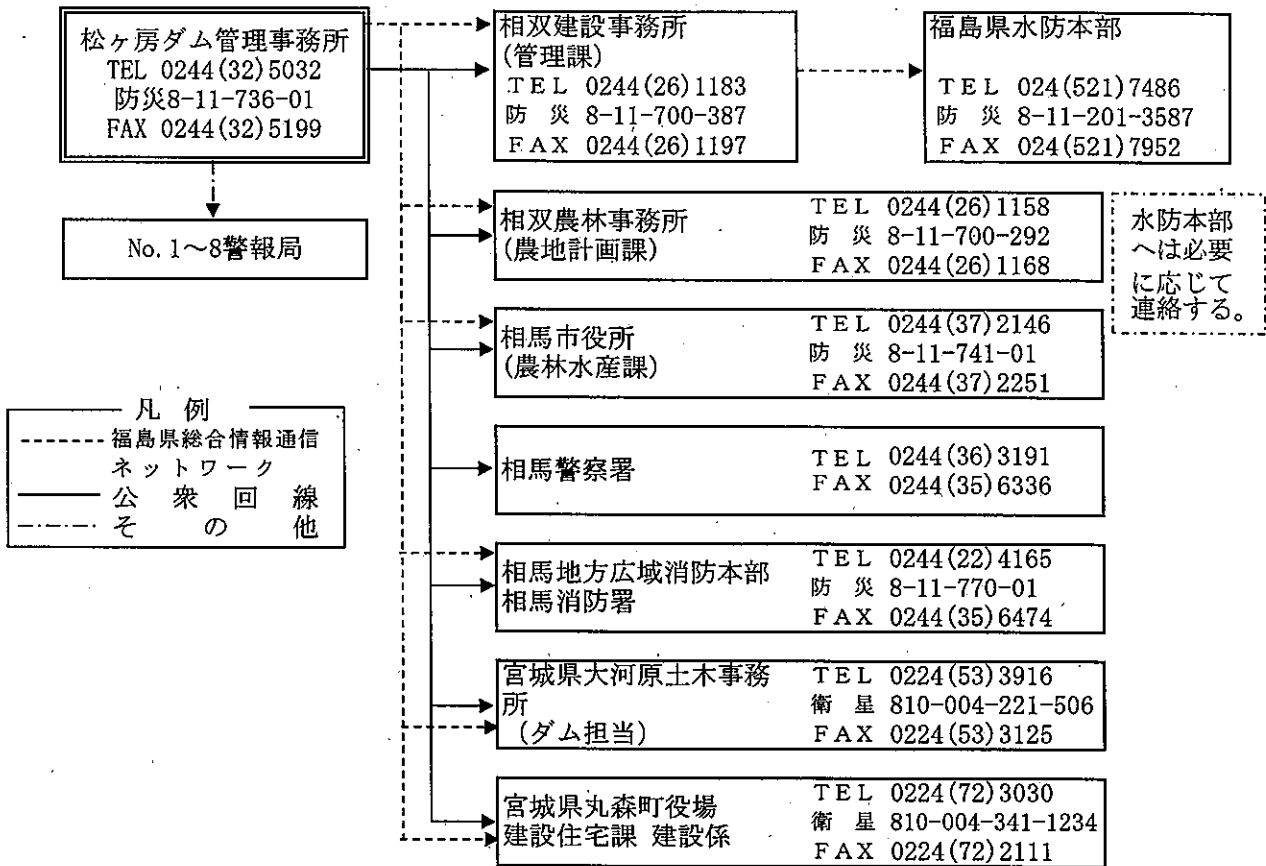 松ヶ房ダム管理事務所
TEL 0244(32)5032
防災8-11-736-01
FAX 0244(32)5199
No.1～8警報局
相双建設事務所
(管理課)
TEL 0244(26)1183
防 災 8-11-700-387
FAX 0244(26)1197
福島県水防本部
TEL 024(521)7486
防 災 8-11-201-3587
FAX 024(521)7952
相双農林事務所
(農地計画課)
TEL 0244(26)1158
防 災 8-11-700-292
FAX 0244(26)1168
水防本部
へは必要
に応じて
連絡する。
相馬市役所
(農林水産課)
TEL 0244(37)2146
防 災 8-11-741-01
FAX 0244(37)2251
凡 例
福島県総合情報通信
ネットワーク
公 衆 回 線
そ の 他
相馬警察署
TEL 0244(36)3191
FAX 0244(35)6336
相馬地方広域消防本部
相馬消防署
TEL 0244(22)4165
防 災 8-11-770-01
FAX 0244(35)6474
宮城県大河原土木事務
所
(ダム担当)
TEL 0224(53)3916
衛 星 810-004-221-506
FAX 0224(53)3125
宮城県丸森町役場
建設住宅課 建設係
TEL 0224(72)3030
衛 星 810-004-341-1234
FAX 0224(72)2111